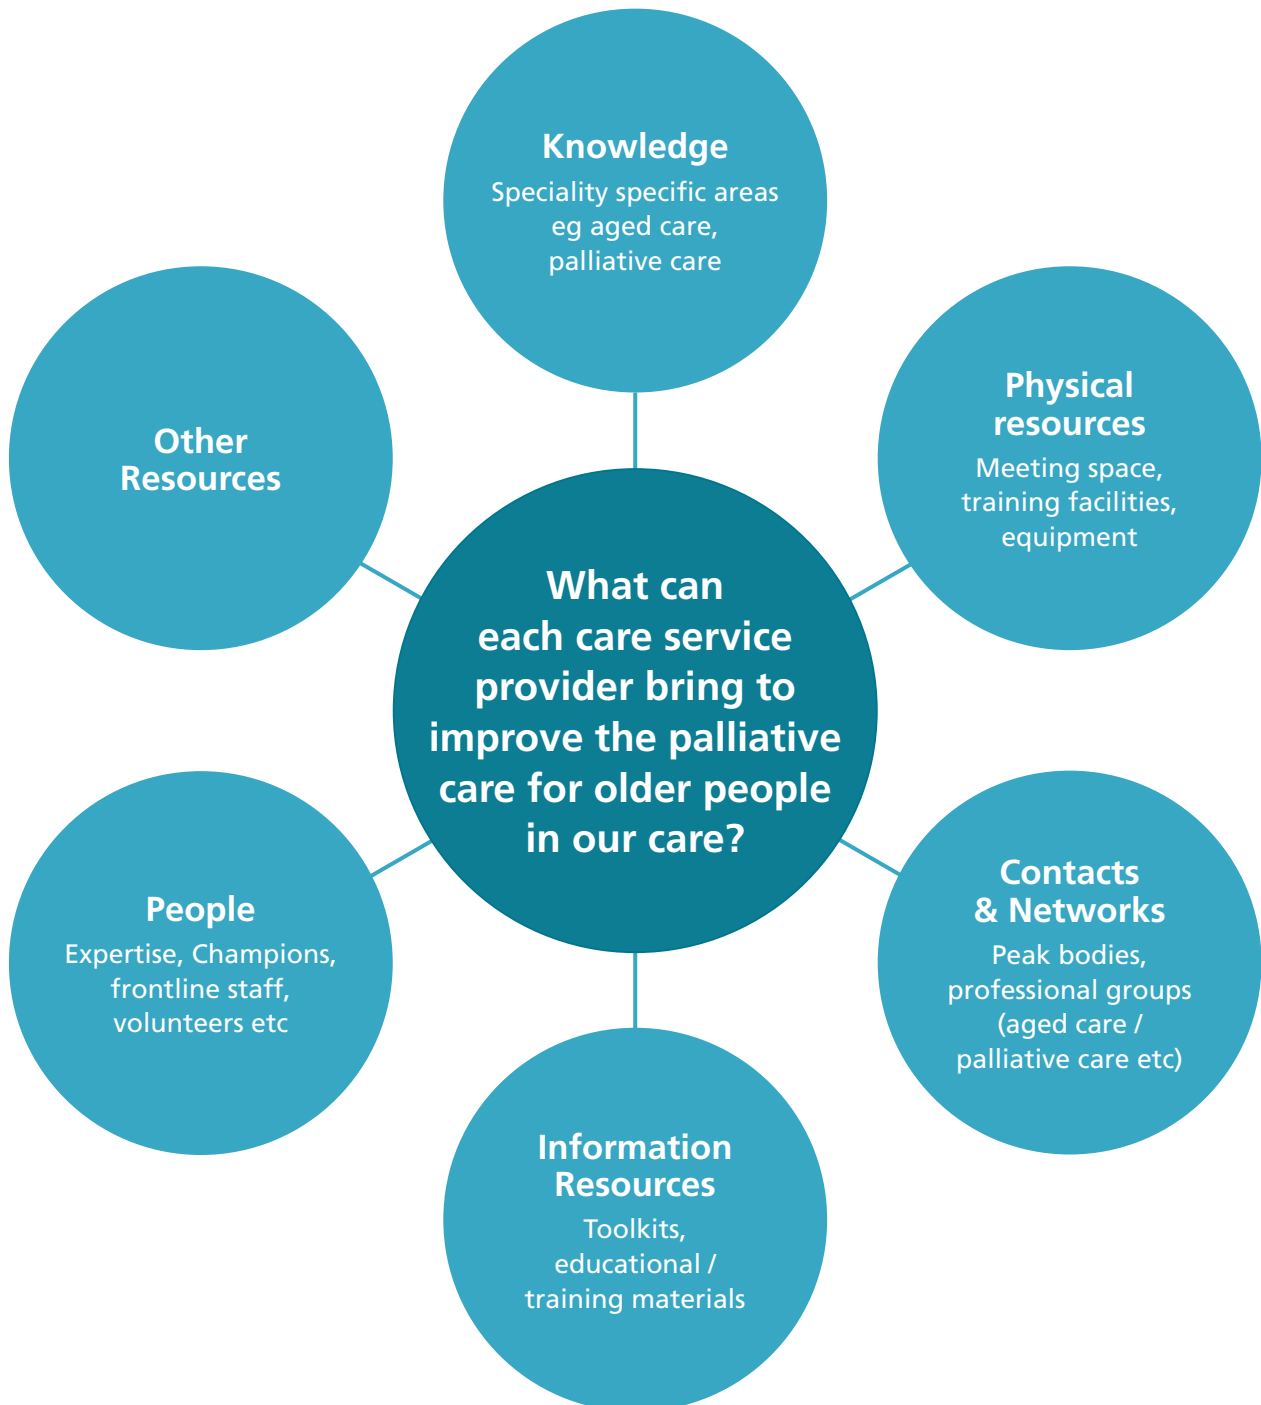 Knowledge
Speciality specific areas
eg aged care,
palliative care
Physical
resources
Meeting space,
training facilities,
equipment
Other
Resources
What can
each care service
provider bring to
improve the palliative
care for older people
in our care?
Contacts
& Networks
Peak bodies,
professional groups
(aged care /
palliative care etc)
People
Expertise, Champions,
frontline staff,
volunteers etc
Information
Resources
Toolkits,
educational /
training materials